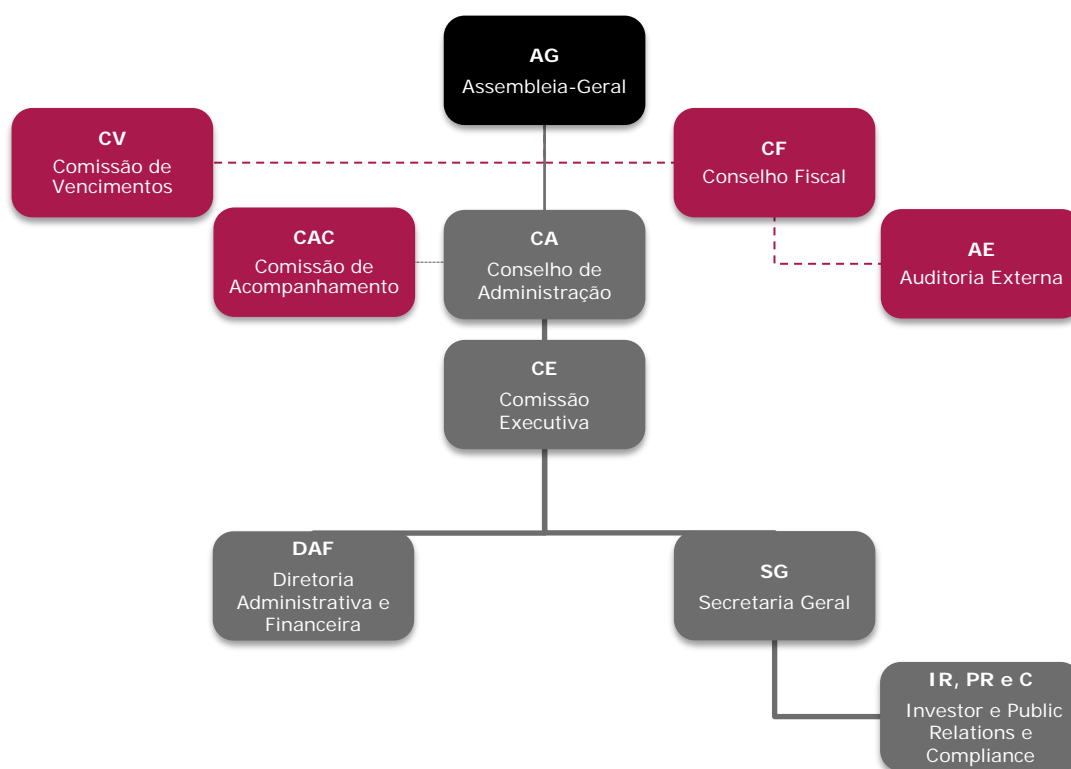 AG
Assembleia-Geral
CV
Comissão de
Vencimentos
CF
Conselho Fiscal
CAC
Comissão de
Acompanhamento
CA
Conselho de
Administração
AE
Auditoria Externa
CE
Comissão
Executiva
DAF
Diretoria
Administrativa e
Financeira
SG
Secretaria Geral
IR, PR e C
Investor e Public
Relations e
Compliance